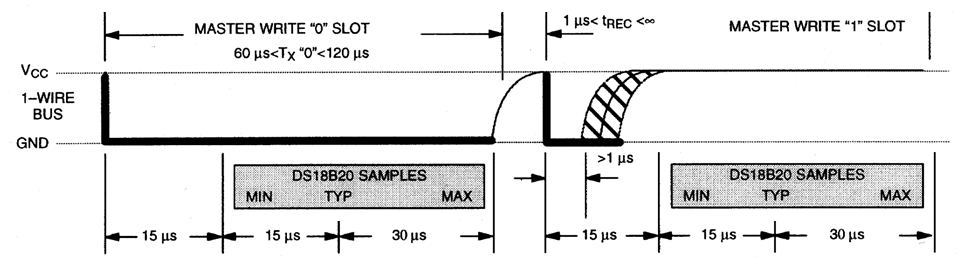 MASTER WRITE “0” SLOT
1 µs< tREC <∞
MASTER WRITE “1” SLOT
60 µs<TX “0”<120 µs
VCC
1–WIRE
BUS
GND
>1 µs
DS18B20 SAMPLES
MIN TYP MAX
DS18B20 SAMPLES
MIN TYP MAX
15 µs 15 µs 30 µs 15 µs 15 µs 30 µs